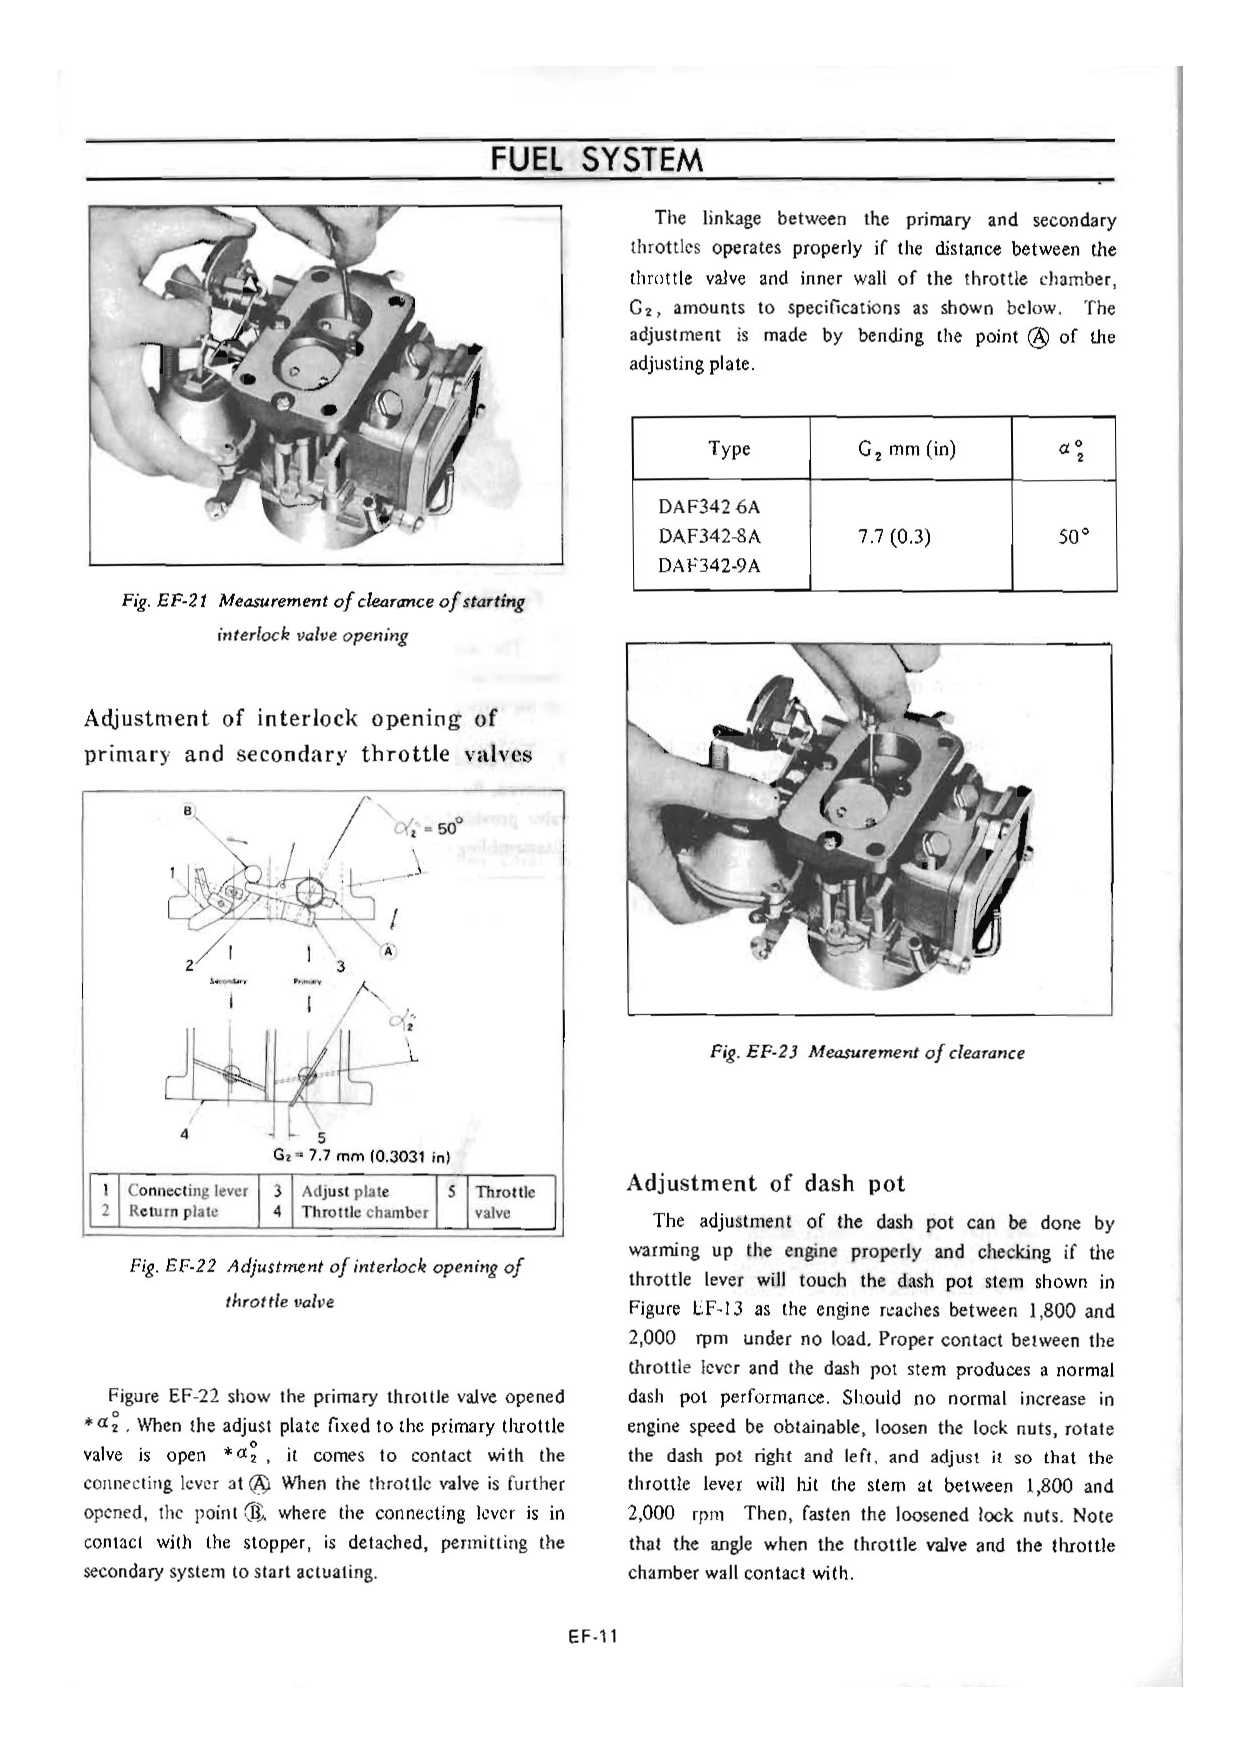 FUEL SYSTEM
Fig. EF-21 Measurement of clearance of starting
interlock valve opening
Adjustment of interlock opening of
primary and secondary throttle valves
B
α°₂ = 50°
1
A
2
3
Secondary
Primary
α°₂
4
5
G₂ = 7.7 mm (0.3031 in)
1 Connecting lever 3 Adjust plate 5 Throttle
2 Return plate 4 Throttle chamber valve
Fig. EF-22 Adjustment of interlock opening of
throttle valve
Figure EF-22 show the primary throttle valve opened
*α°₂. When the adjust plate fixed to the primary throttle
valve is open *α°₂, it comes to contact with the
connecting lever at Ⓐ. When the throttle valve is further
opened, the point Ⓑ, where the connecting lever is in
contact with the stopper, is detached, permitting the
secondary system to start actuating.
The linkage between the primary and secondary
throttles operates properly if the distance between the
throttle valve and inner wall of the throttle chamber,
G₂, amounts to specifications as shown below. The
adjustment is made by bending the point Ⓐ of the
adjusting plate.
Type G₂ mm (in) α°₂
DAF342-6A
DAF342-8A 7.7 (0.3) 50°
DAF342-9A
Fig. EF-23 Measurement of clearance
Adjustment of dash pot
The adjustment of the dash pot can be done by
warming up the engine properly and checking if the
throttle lever will touch the dash pot stem shown in
Figure EF-13 as the engine reaches between 1,800 and
2,000 rpm under no load. Proper contact between the
throttle lever and the dash pot stem produces a normal
dash pot performance. Should no normal increase in
engine speed be obtainable, loosen the lock nuts, rotate
the dash pot right and left, and adjust it so that the
throttle lever will hit the stem at between 1,800 and
2,000 rpm Then, fasten the loosened lock nuts. Note
that the angle when the throttle valve and the throttle
chamber wall contact with.
EF-11